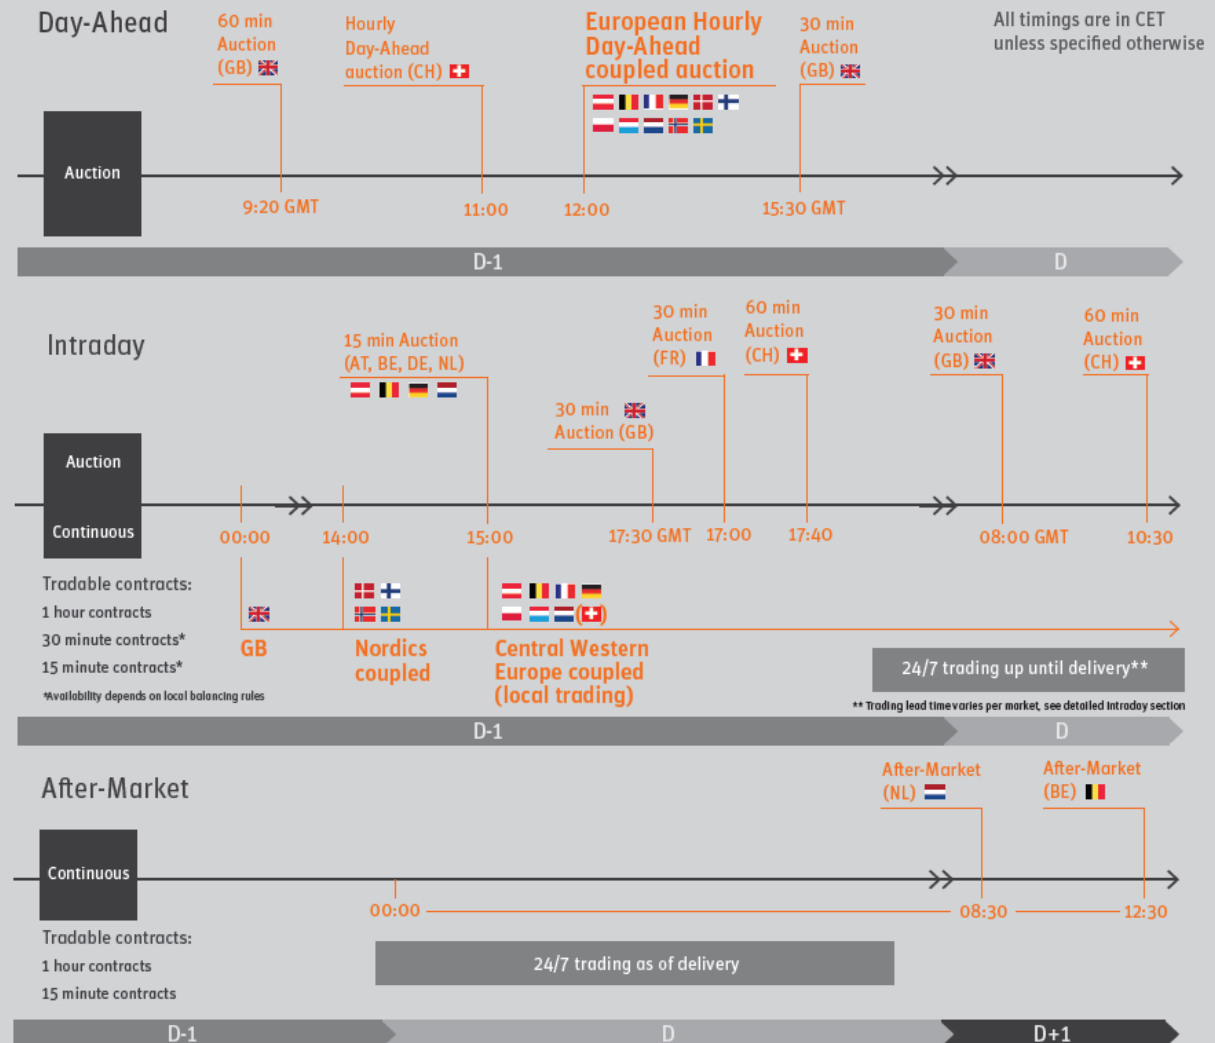 Day-Ahead
60 min
Auction
(GB)
Hourly
Day-Ahead
auction (CH)
European Hourly
Day-Ahead
coupled auction
30 min
Auction
(GB)
All timings are in CET
unless specified otherwise
Auction
9:20 GMT
11:00
12:00
15:30 GMT
D-1
D
Intraday
15 min Auction
(AT, BE, DE, NL)
30 min
Auction (GB)
30 min
Auction
(FR)
60 min
Auction
(CH)
30 min
Auction
(GB)
60 min
Auction
(CH)
Auction
Continuous
00:00
14:00
15:00
17:30 GMT
17:00
17:40
08:00 GMT
10:30
Tradable contracts:
1 hour contracts
30 minute contracts*
15 minute contracts*
*Availability depends on local balancing rules
GB
Nordics
coupled
( )
Central Western
Europe coupled
(local trading)
24/7 trading up until delivery**
** Trading lead time varies per market, see detailed Intraday section
D-1
D
After-Market
After-Market
(NL)
After-Market
(BE)
Continuous
00:00
08:30
12:30
Tradable contracts:
1 hour contracts
15 minute contracts
24/7 trading as of delivery
D-1
D
D+1